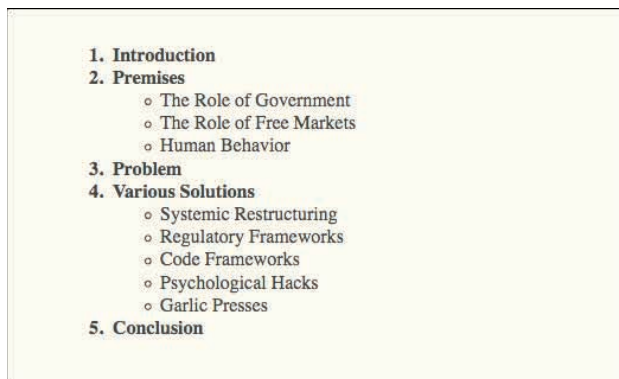 1. Introduction
2. Premises
◦ The Role of Government
◦ The Role of Free Markets
◦ Human Behavior
3. Problem
4. Various Solutions
◦ Systemic Restructuring
◦ Regulatory Frameworks
◦ Code Frameworks
◦ Psychological Hacks
◦ Garlic Presses
5. Conclusion